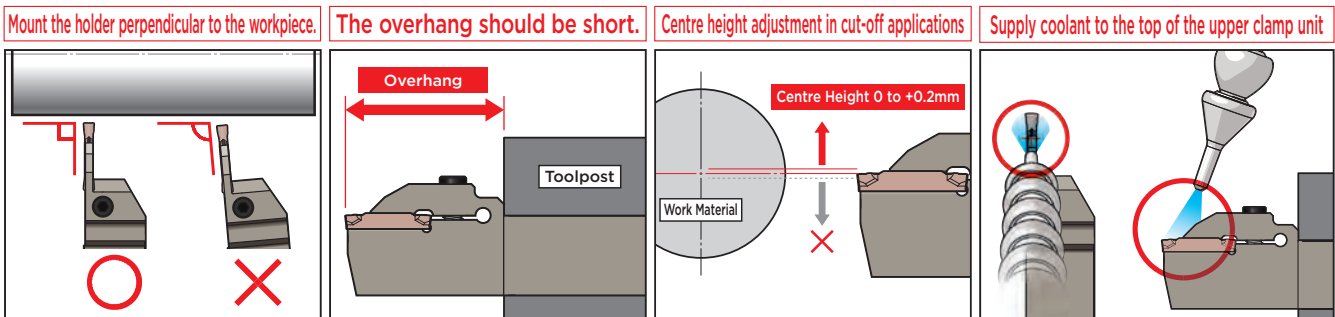 Mount the holder perpendicular to the workpiece.
The overhang should be short.
Overhang
Toolpost
Centre height adjustment in cut-off applications
Centre Height 0 to +0.2mm
Work Material
Supply coolant to the top of the upper clamp unit